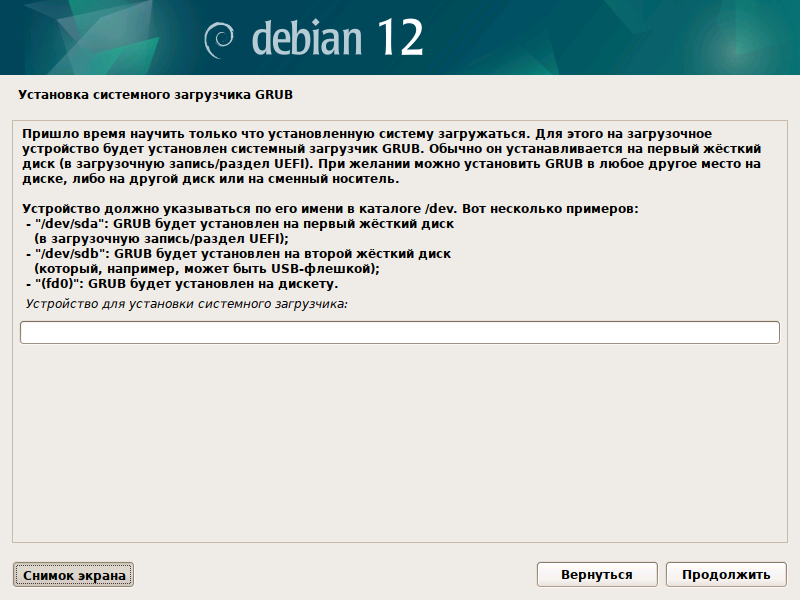 debian 12
Установка системного загрузчика GRUB
Пришло время научить только что установленную систему загружаться. Для этого на загрузочное
устройство будет установлен системный загрузчик GRUB. Обычно он устанавливается на первый жёсткий
диск (в загрузочную запись/раздел UEFI). При желании можно установить GRUB в любое другое место на
диске, либо на другой диск или на сменный носитель.
Устройство должно указываться по его имени в каталоге /dev. Вот несколько примеров:
- "/dev/sda": GRUB будет установлен на первый жёсткий диск
(в загрузочную запись/раздел UEFI);
- "/dev/sdb": GRUB будет установлен на второй жёсткий диск
(который, например, может быть USB-флешкой);
- "(fd0)": GRUB будет установлен на дискету.
Устройство для установки системного загрузчика:
Снимок экрана
Вернуться
Продолжить